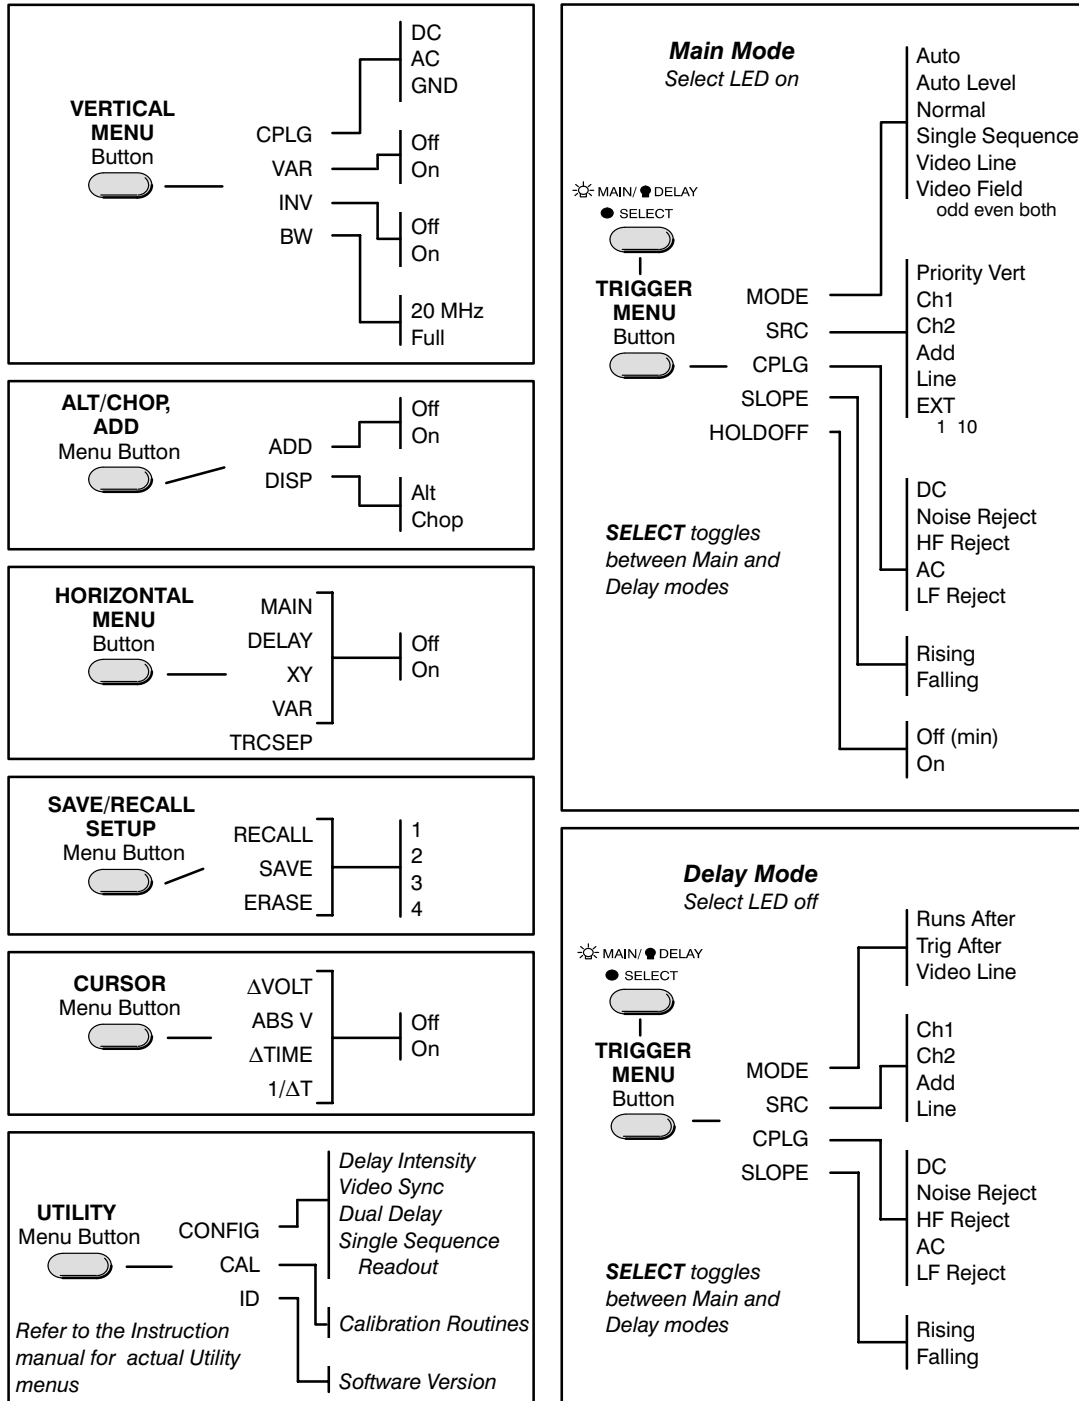 VERTICAL
MENU
Button
CPLG
VAR
INV
BW
DC
AC
GND
Off
On
Off
On
20 MHz
Full
ALT/CHOP,
ADD
Menu Button
ADD
DISP
Off
On
Alt
Chop
HORIZONTAL
MENU
Button
MAIN
DELAY
XY
VAR
TRCSEP
Off
On
SAVE/RECALL
SETUP
Menu Button
RECALL
SAVE
ERASE
1
2
3
4
CURSOR
Menu Button
ΔVOLT
ABS V
ΔTIME
1/ΔT
Off
On
UTILITY
Menu Button
CONFIG
CAL
ID
Delay Intensity
Video Sync
Dual Delay
Single Sequence
Readout
Calibration Routines
Software Version
Refer to the Instruction
manual for actual Utility
menus
Main Mode
Select LED on
MAIN/ DELAY
SELECT
TRIGGER
MENU
Button
MODE
SRC
CPLG
SLOPE
HOLDOFF
Auto
Auto Level
Normal
Single Sequence
Video Line
Video Field
odd even both
Priority Vert
Ch1
Ch2
Add
Line
EXT
1 10
DC
Noise Reject
HF Reject
AC
LF Reject
Rising
Falling
Off (min)
On
SELECT toggles
between Main and
Delay modes
Delay Mode
Select LED off
MAIN/ DELAY
SELECT
TRIGGER
MENU
Button
MODE
SRC
CPLG
SLOPE
Runs After
Trig After
Video Line
Ch1
Ch2
Add
Line
DC
Noise Reject
HF Reject
AC
LF Reject
Rising
Falling
SELECT toggles
between Main and
Delay modes